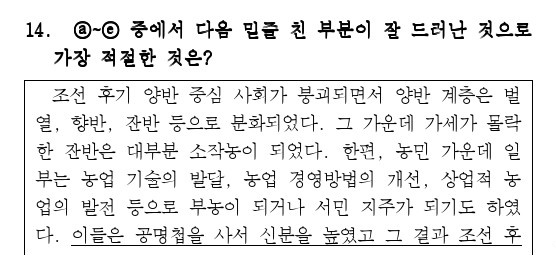 14. ⓐ~ⓔ 중에서 다음 밑줄 친 부분이 잘 드러난 것으로
가장 적절한 것은?
조선 후기 양반 중심 사회가 붕괴되면서 양반 계층은 벌
열, 향반, 잔반 등으로 분화되었다. 그 가운데 가세가 몰락
한 잔반은 대부분 소작농이 되었다. 한편, 농민 가운데 일
부는 농업 기술의 발달, 농업 경영방법의 개선, 상업적 농
업의 발전 등으로 부농이 되거나 서민 지주가 되기도 하였
다. 이들은 공명첩을 사서 신분을 높였고 그 결과 조선 후